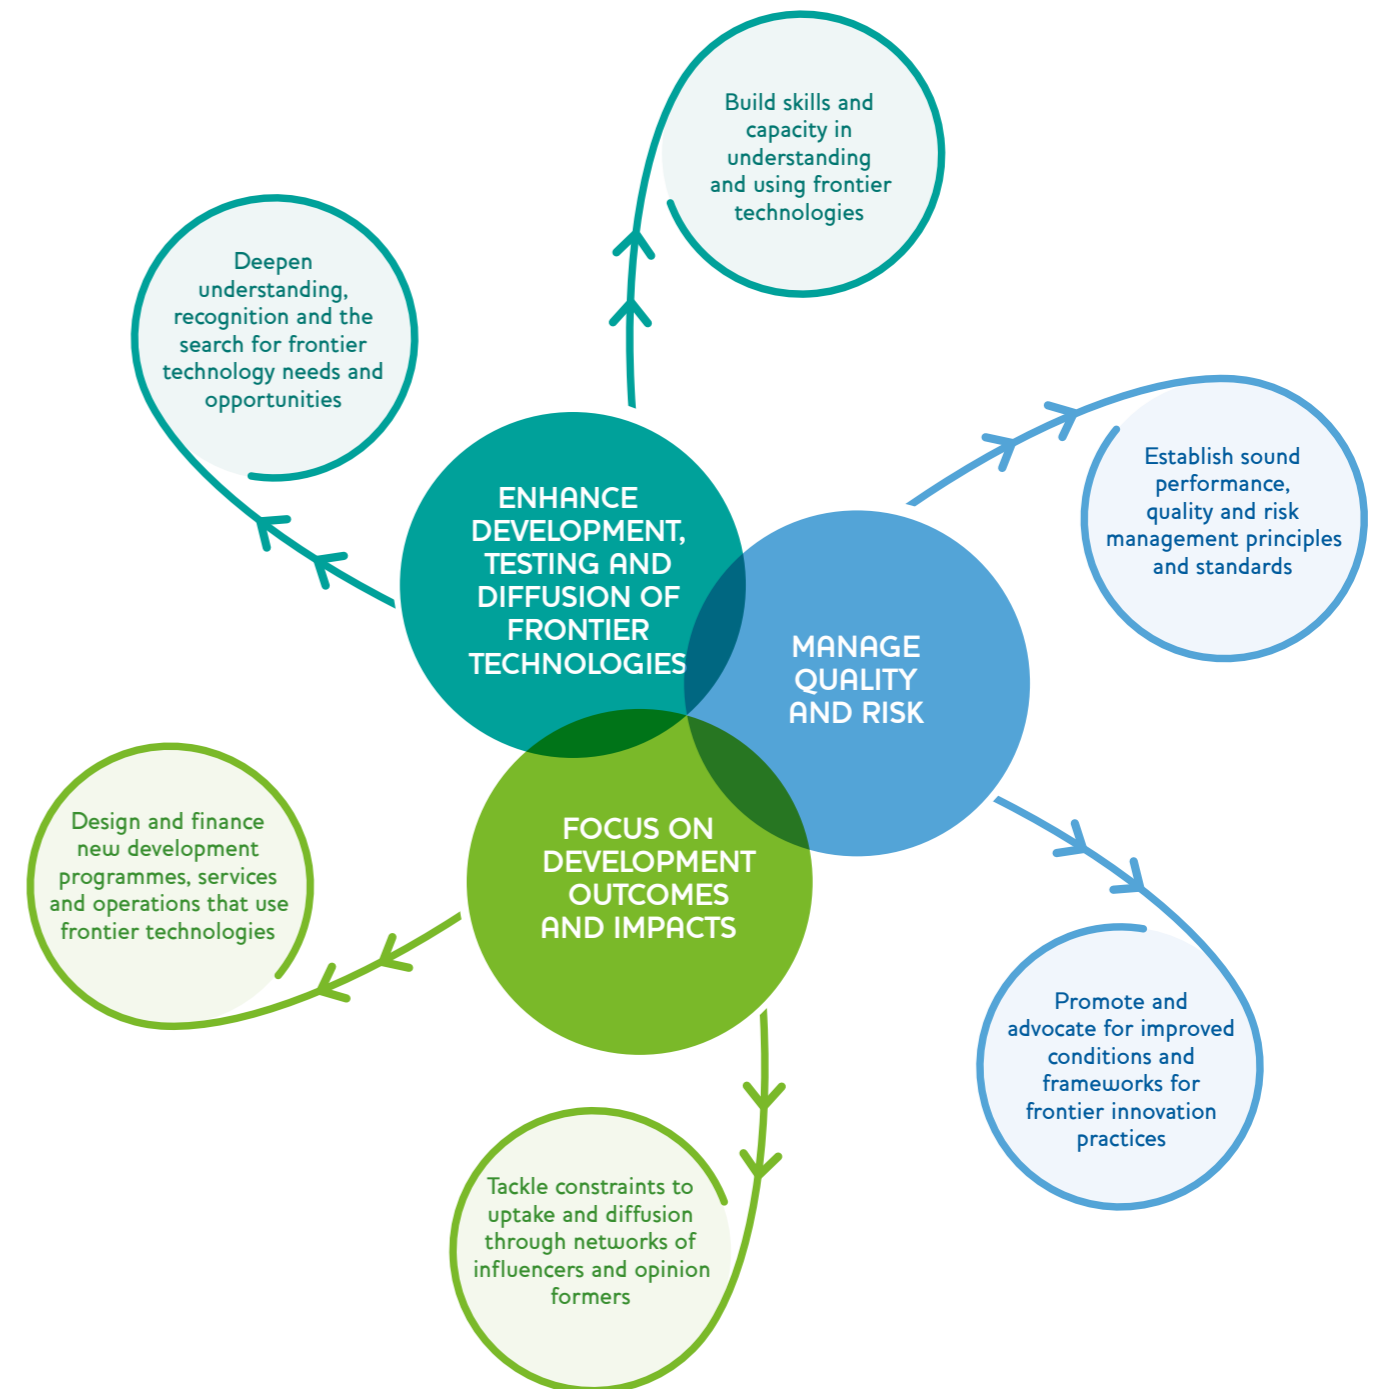 Build skills and
capacity in
understanding
and using frontier
technologies
Deepen
understanding,
recognition and the
search for frontier
technology needs and
opportunities
Establish sound
performance,
quality and risk
management principles
and standards
ENHANCE
DEVELOPMENT,
TESTING AND
DIFFUSION OF
FRONTIER
TECHNOLOGIES
MANAGE
QUALITY
AND RISK
FOCUS ON
DEVELOPMENT
OUTCOMES
AND IMPACTS
Design and finance
new development
programmes, services
and operations that use
frontier technologies
Promote and
advocate for improved
conditions and
frameworks for
frontier innovation
practices
Tackle constraints to
uptake and diffusion
through networks of
influencers and opinion
formers